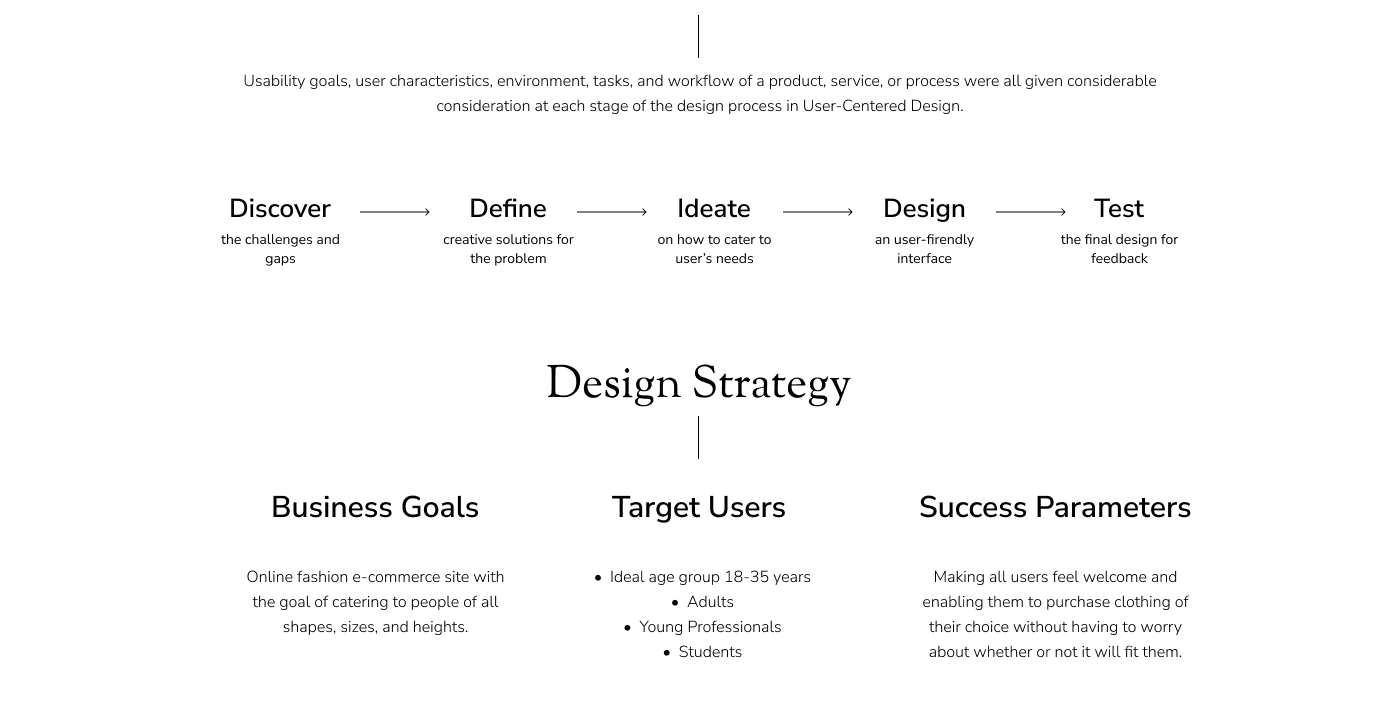 Usability goals, user characteristics, environment, tasks, and workflow of a product, service, or process were all given considerable
consideration at each stage of the design process in User-Centered Design.
Discover
the challenges and
gaps
Define
creative solutions for
the problem
Ideate
on how to cater to
user's needs
Design
an user-firendly
interface
Test
the final design for
feedback
Design Strategy
Business Goals
Online fashion e-commerce site with
the goal of catering to people of all
shapes, sizes, and heights.
Target Users
• Ideal age group 18-35 years
• Adults
• Young Professionals
• Students
Success Parameters
Making all users feel welcome and
enabling them to purchase clothing of
their choice without having to worry
about whether or not it will fit them.